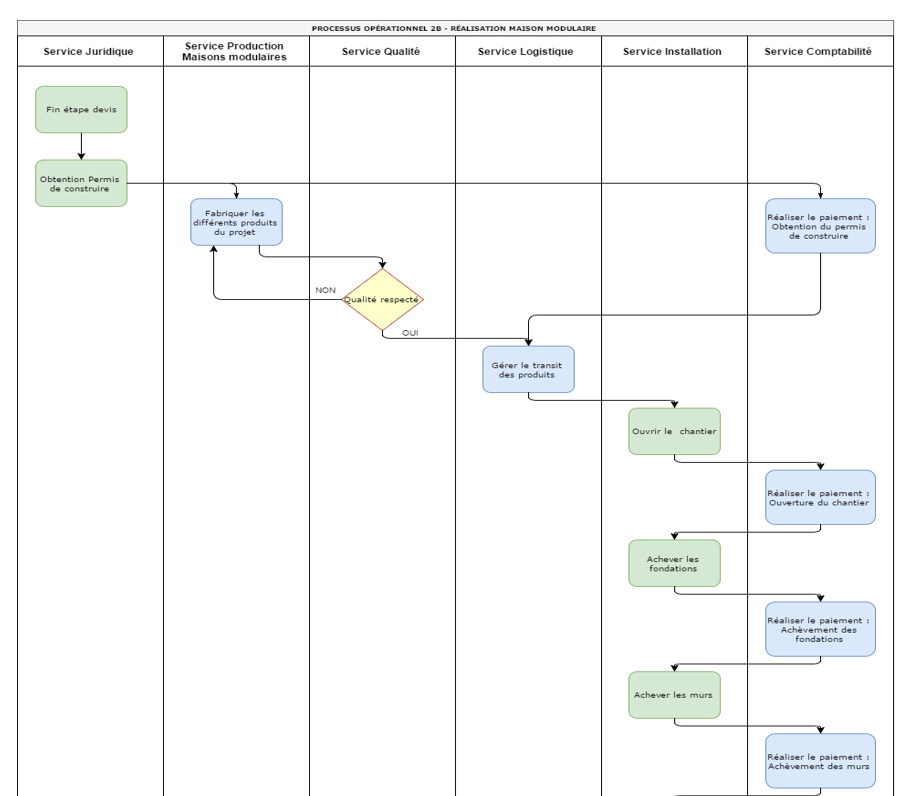 PROCESSUS OPÉRATIONNEL 2B - RÉALISATION MAISON MODULAIRE
Service Juridique
Service Production
Maisons modulaires
Service Qualité
Service Logistique
Service Installation
Service Comptabilité
Fin étape devis
Obtention Permis
de construire
Fabriquer les
différents produits
du projet
Réaliser le paiement :
Obtention du permis
de construire
NON
Qualité respecté
OUI
Gérer le transit
des produits
Ouvrir le  chantier
Réaliser le paiement :
Ouverture du chantier
Achever les
fondations
Réaliser le paiement :
Achèvement des
fondations
Achever les murs
Réaliser le paiement :
Achèvement des murs